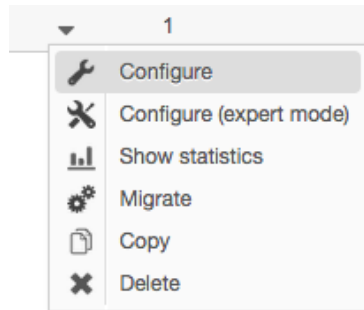 1
Configure
Configure (expert mode)
Show statistics
Migrate
Copy
Delete